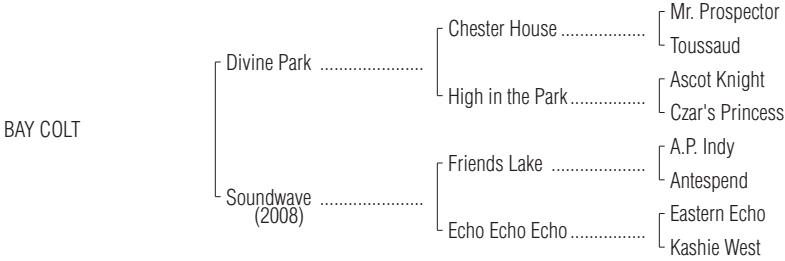 Mr. Prospector
Chester House ..................
Toussaud
Divine Park ......................
Ascot Knight
High in the Park ................
Czar's Princess
BAY COLT
A.P. Indy
Friends Lake ....................
Antespend
Soundwave ......................
(2008)
Eastern Echo
Echo Echo Echo ................
Kashie West